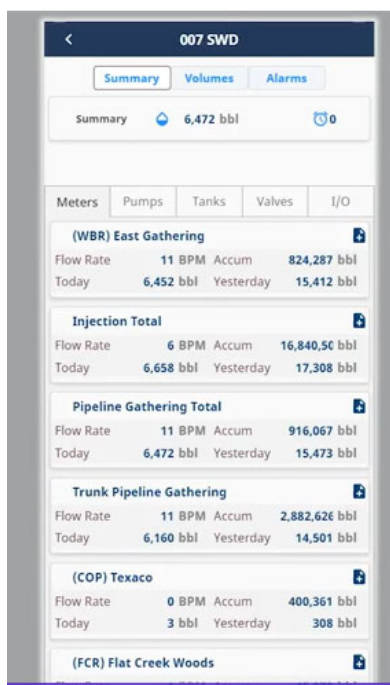 007 SWD
Summary Volumes Alarms
Summary 6,472 bbl 0
Meters Pumps Tanks Valves I/O
(WBR) East Gathering
Flow Rate 11 BPM Accum 824,287 bbl
Today 6,452 bbl Yesterday 15,412 bbl
Injection Total
Flow Rate 6 BPM Accum 16,840,50 bbl
Today 6,658 bbl Yesterday 17,308 bbl
Pipeline Gathering Total
Flow Rate 11 BPM Accum 916,067 bbl
Today 6,472 bbl Yesterday 15,473 bbl
Trunk Pipeline Gathering
Flow Rate 11 BPM Accum 2,882,626 bbl
Today 6,160 bbl Yesterday 14,501 bbl
(COP) Texaco
Flow Rate 0 BPM Accum 400,361 bbl
Today 3 bbl Yesterday 308 bbl
(FCR) Flat Creek Woods